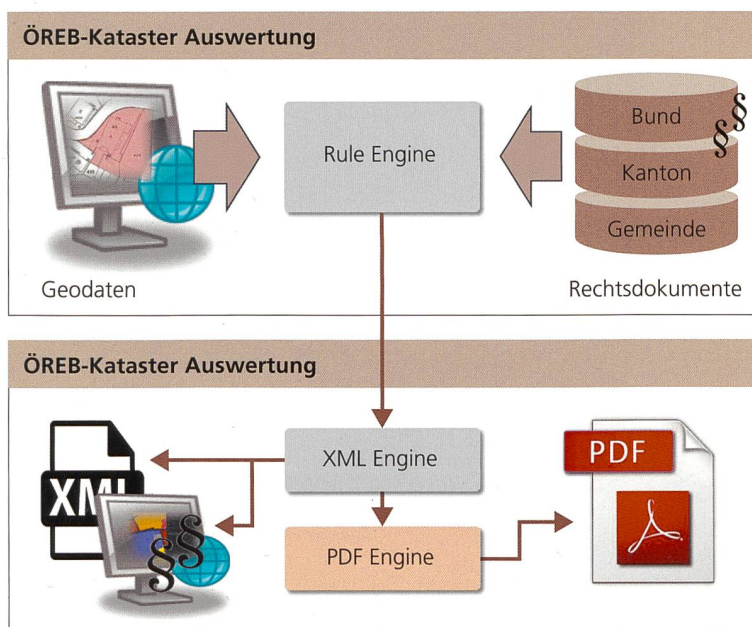 ÖREB-Kataster Auswertung
Bund
§§
Rule Engine
Kanton
Gemeinde
Geodaten
Rechtsdokumente
ÖREB-Kataster Auswertung
XML
XML Engine
PDF
§§
PDF Engine